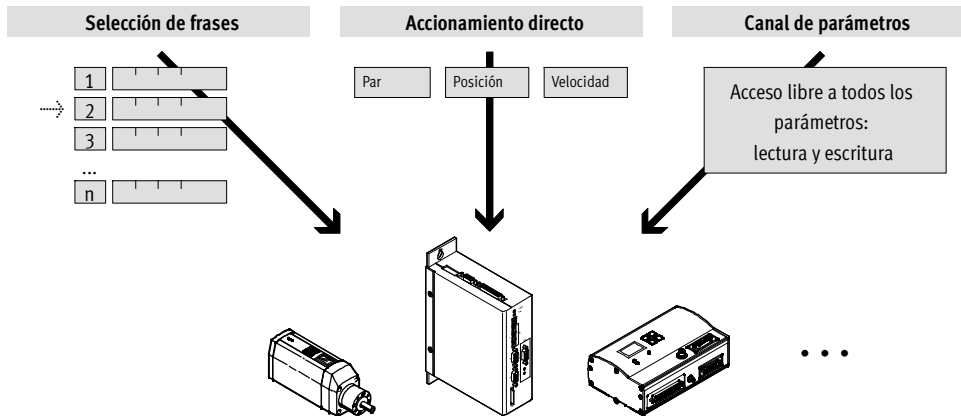 Selección de frases
Accionamiento directo
Canal de parámetros
1
2
3
...
n
Par
Posición
Velocidad
Acceso libre a todos los
parámetros:
lectura y escritura
• • •